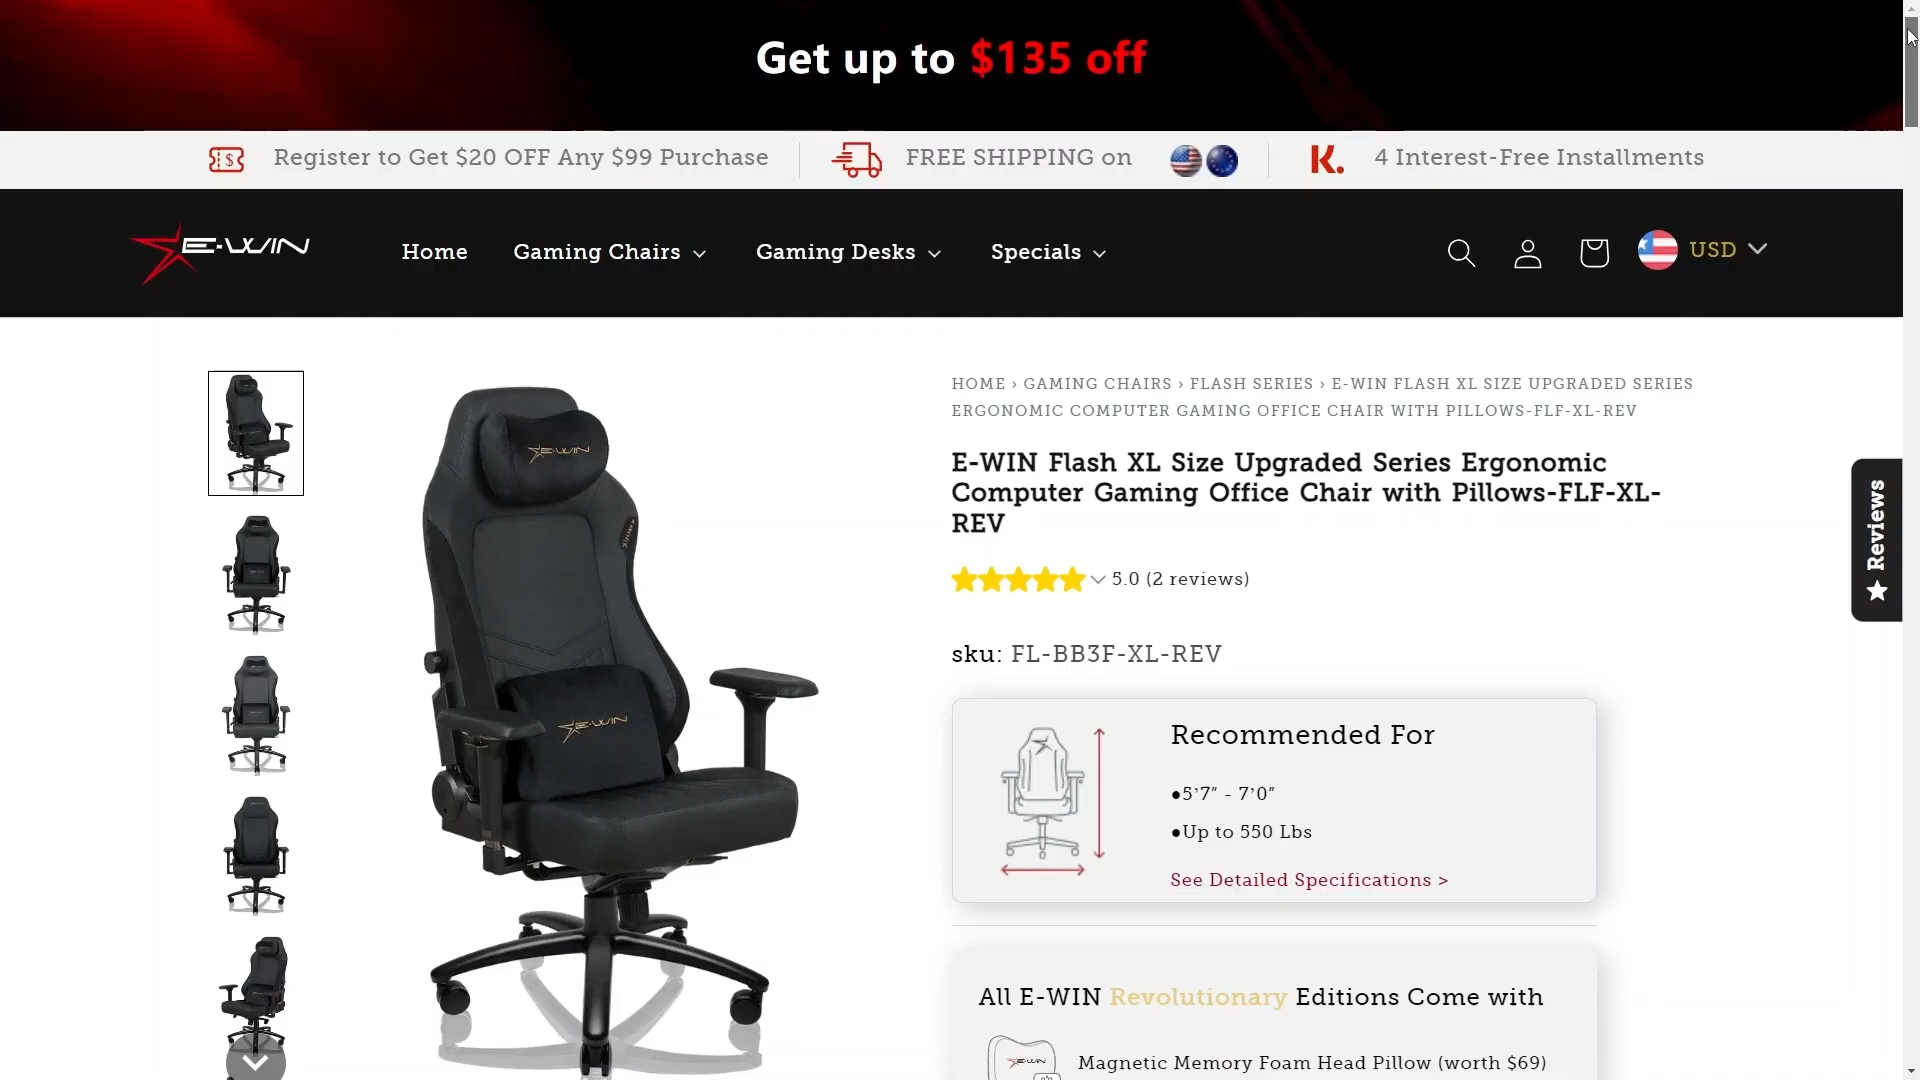 Get up to $135 off
Register to Get $20 OFF Any $99 Purchase
FREE SHIPPING on
K.
4 Interest-Free Installments
E-WIN
Home
Gaming Chairs
Gaming Desks
Specials
USD
HOME › GAMING CHAIRS › FLASH SERIES › E-WIN FLASH XL SIZE UPGRADED SERIES
ERGONOMIC COMPUTER GAMING OFFICE CHAIR WITH PILLOWS-FLF-XL-REV
E-WIN
E-WIN Flash XL Size Upgraded Series Ergonomic
Computer Gaming Office Chair with Pillows-FLF-XL-
REV
5.0 (2 reviews)
Reviews
sku: FL-BB3F-XL-REV
E-WIN
Recommended For
●5’7″ - 7’0″
●Up to 550 Lbs
See Detailed Specifications >
All E-WIN Revolutionary Editions Come with
E-WIN
Magnetic Memory Foam Head Pillow (worth $69)